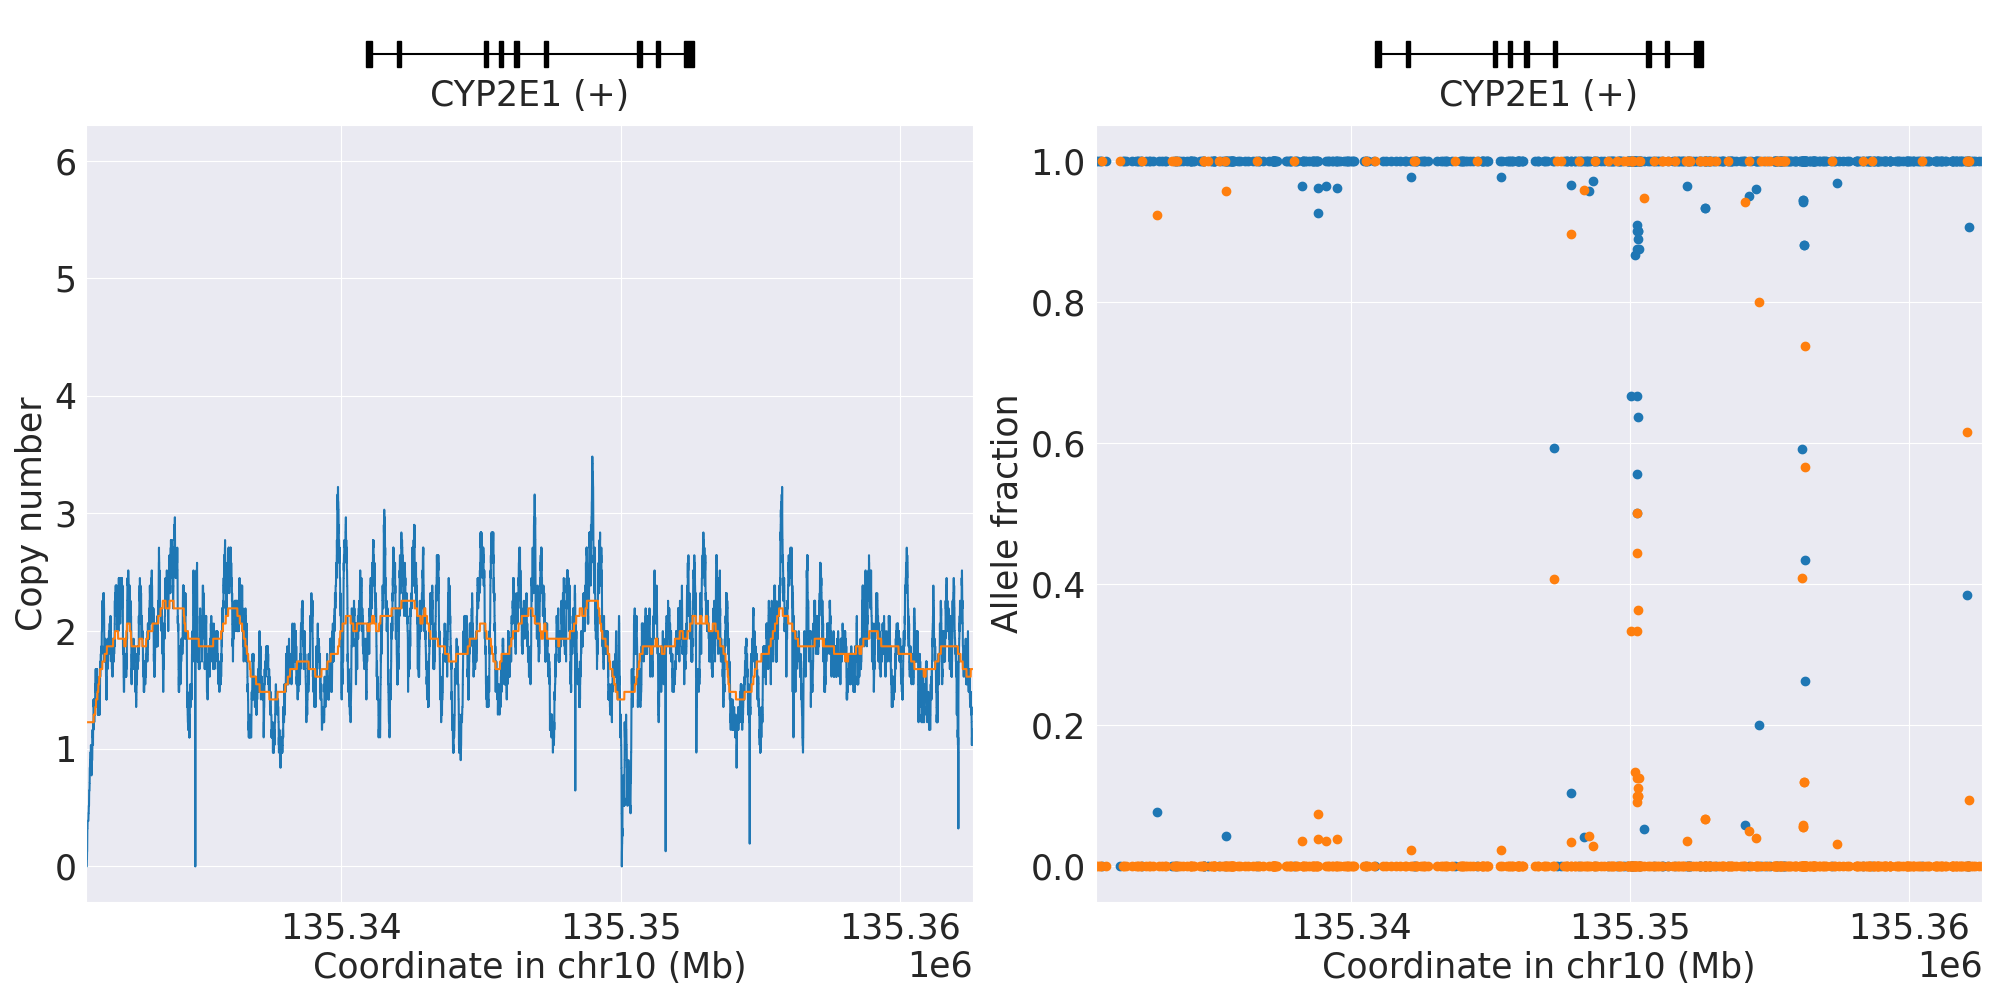 CYP2E1 (+)
6
5
4
3
2
1
0
Copy number
135.34 135.35 135.36
Coordinate in chr10 (Mb)
1e6
CYP2E1 (+)
1.0
0.8
0.6
0.4
0.2
0.0
Allele fraction
135.34 135.35 135.36
Coordinate in chr10 (Mb)
1e6